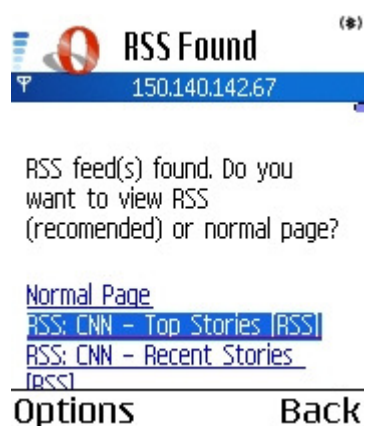 RSS Found
150.140.142.67
RSS feed(s) found. Do you
want to view RSS
(recomended) or normal page?
Normal Page
RSS: CNN - Top Stories [RSS]
RSS: CNN - Recent Stories
[RSS]
Options Back